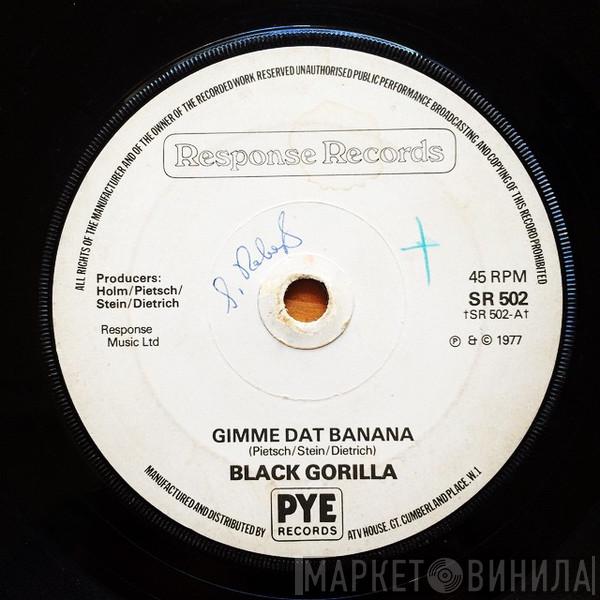 ALL RIGHTS OF THE MANUFACTURER AND OF THE OWNER OF THE RECORDED WORK RESERVED UNAUTHORISED PUBLIC PERFORMANCE BROADCASTING AND COPYING OF THIS RECORD PROHIBITED
Response Records
Producers:
Holm/Pietsch/
Stein/Dietrich
Response
Music Ltd
45 RPM
SR 502
†SR 502-A†
℗ & © 1977
GIMME DAT BANANA
(Pietsch/Stein/Dietrich)
BLACK GORILLA
MANUFACTURED AND DISTRIBUTED BY
PYE
RECORDS
ATV HOUSE, GT. CUMBERLAND PLACE, W.1
МАРКЕТ ВИНИЛА